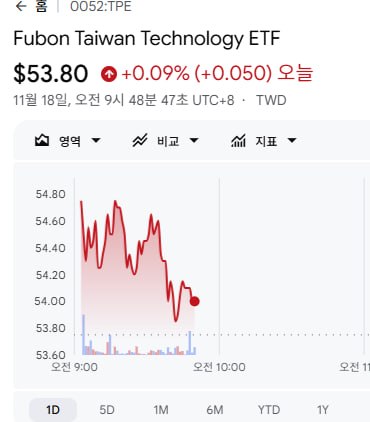 ← 홈 | 0052:TPE
Fubon Taiwan Technology ETF
$53.80 +0.09% (+0.050) 오늘
11월 18일, 오전 9시 48분 47초 UTC+8 · TWD
영역 비교 지표
54.80
54.60
54.40
54.20
54.00
53.80
53.60
오전 9:00 오전 10:00 오전 11
1D 5D 1M 6M YTD 1Y